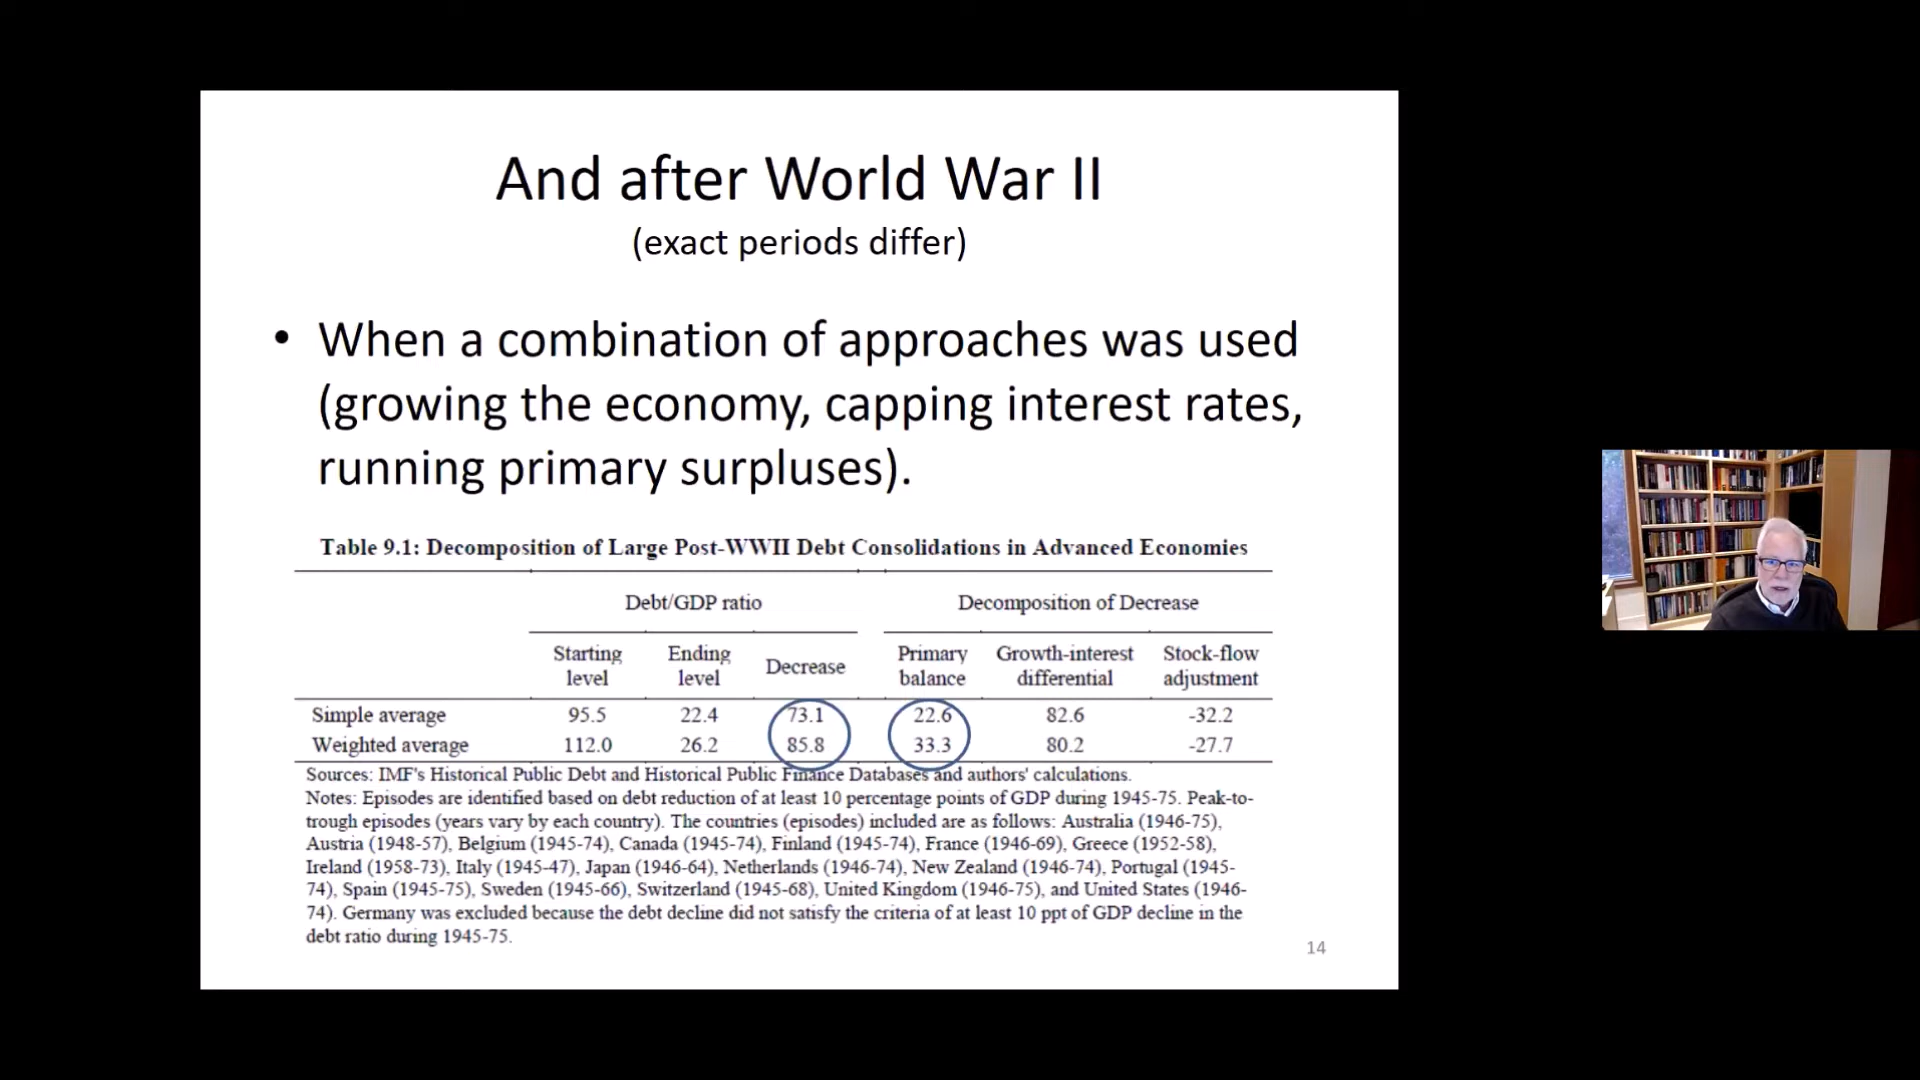 And after World War II
(exact periods differ)
• When a combination of approaches was used
(growing the economy, capping interest rates,
running primary surpluses).
Table 9.1: Decomposition of Large Post-WWII Debt Consolidations in Advanced Economies
Debt/GDP ratio Decomposition of Decrease
Starting level Ending level Decrease Primary balance Growth-interest differential Stock-flow adjustment
Simple average 95.5 22.4 73.1 22.6 82.6 -32.2
Weighted average 112.0 26.2 85.8 33.3 80.2 -27.7
Sources: IMF's Historical Public Debt and Historical Public Finance Databases and authors' calculations.
Notes: Episodes are identified based on debt reduction of at least 10 percentage points of GDP during 1945-75. Peak-to-
trough episodes (years vary by each country). The countries (episodes) included are as follows: Australia (1946-75),
Austria (1948-57), Belgium (1945-74), Canada (1945-74), Finland (1945-74), France (1946-69), Greece (1952-58),
Ireland (1958-73), Italy (1945-47), Japan (1946-64), Netherlands (1946-74), New Zealand (1946-74), Portugal (1945-
74), Spain (1945-75), Sweden (1945-66), Switzerland (1945-68), United Kingdom (1946-75), and United States (1946-
74). Germany was excluded because the debt decline did not satisfy the criteria of at least 10 ppt of GDP decline in the
debt ratio during 1945-75.
14